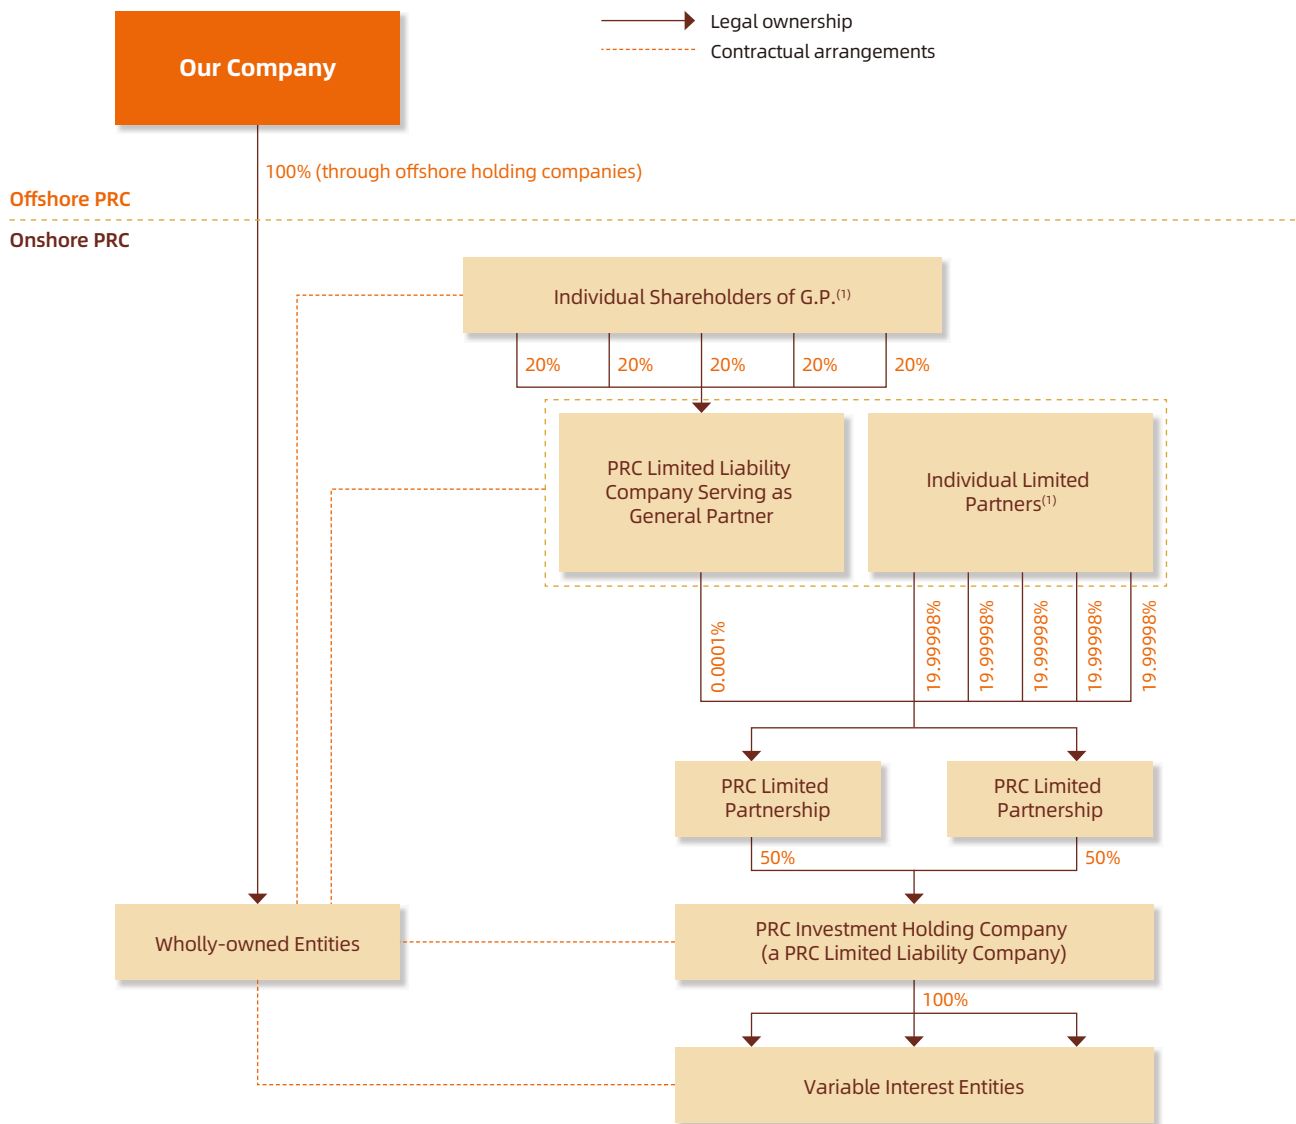 Our Company
Legal ownership
Contractual arrangements
100% (through offshore holding companies)
Offshore PRC
Onshore PRC
Individual Shareholders of G.P.(1)
20%
20%
20%
20%
20%
PRC Limited Liability
Company Serving as
General Partner
Individual Limited
Partners(1)
0.0001%
19.99998%
19.99998%
19.99998%
19.99998%
19.99998%
PRC Limited
Partnership
PRC Limited
Partnership
50%
50%
Wholly-owned Entities
PRC Investment Holding Company
(a PRC Limited Liability Company)
100%
Variable Interest Entities